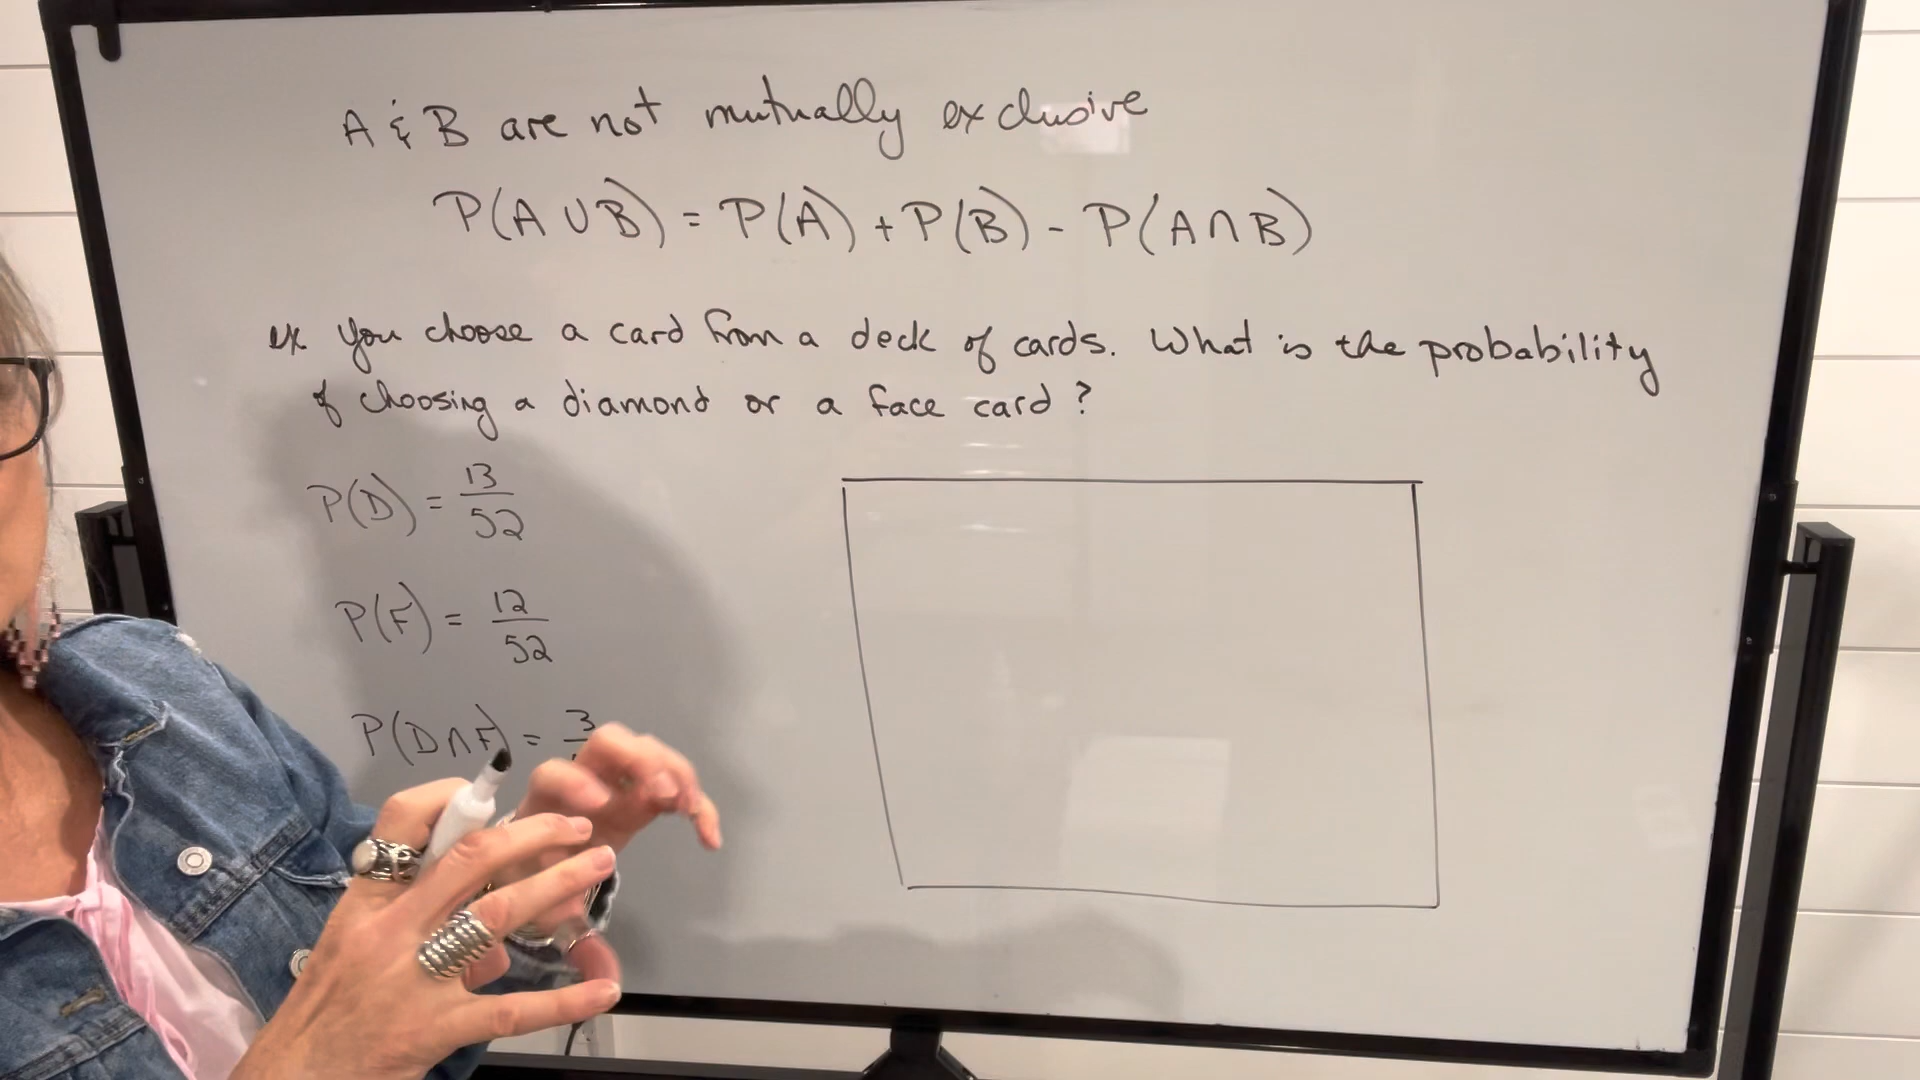 A & B are not mutually exclusive
P(A ∪ B) = P(A) + P(B) - P(A ∩ B)
ex You choose a card from a deck of cards. What is the probability
of choosing a diamond or a face card?
P(D) = 13/52
P(F) = 12/52
P(D ∩ F) = 3